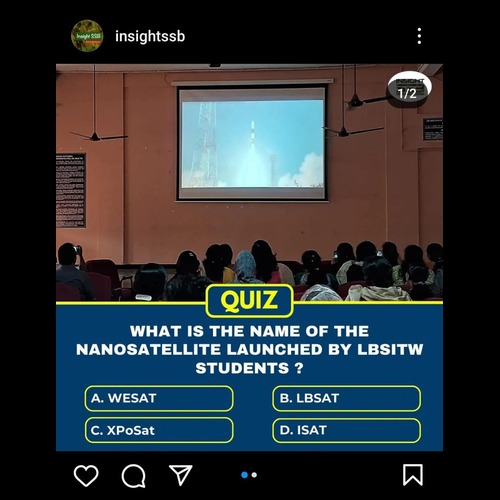 insightssb
1/2
QUIZ
WHAT IS THE NAME OF THE
NANOSATELLITE LAUNCHED BY LBSITW
STUDENTS ?
A. WESAT
B. LBSAT
C. XPoSat
D. ISAT